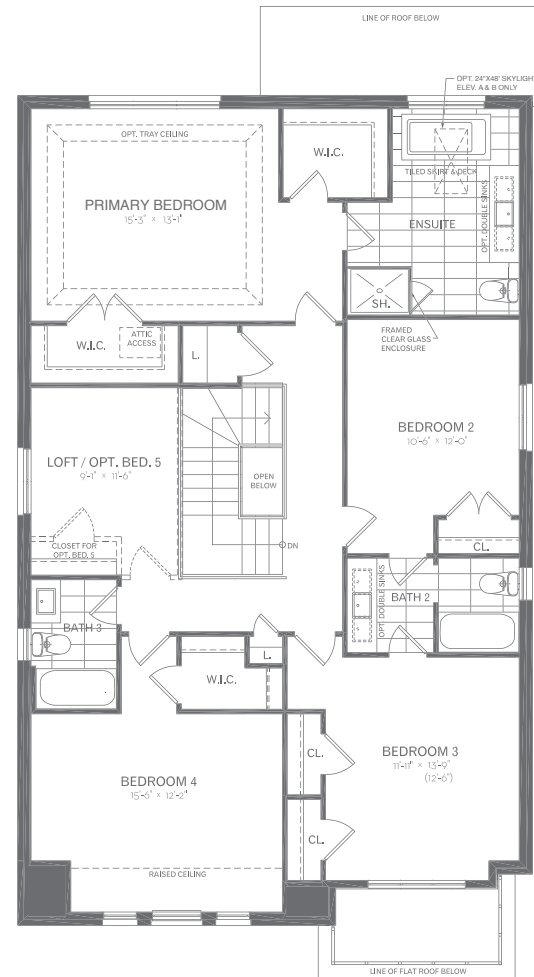 LINE OF ROOF BELOW
OPT. 24"X48' SKYLIGHT
ELEV. A & B ONLY
OPT. TRAY CEILING
W.I.C.
TILED SKIRT & DECK
PRIMARY BEDROOM
15'-3" × 13'-1"
ENSUITE
OPT. DOUBLE SINKS
SH.
W.I.C.
ATTIC
ACCESS
L.
FRAMED
CLEAR GLASS
ENCLOSURE
BEDROOM 2
10'-6" × 12'-0"
LOFT / OPT. BED. 5
9'-1" × 11'-6"
OPEN
BELOW
CLOSET FOR
OPT. BED. 5
DN
CL.
OPT. DOUBLE SINKS
BATH 2
BATH 3
L.
W.I.C.
BEDROOM 4
15'-6" × 12'-2"
CL.
BEDROOM 3
11'-11" × 13'-9"
(12'-6")
CL.
RAISED CEILING
LINE OF FLAT ROOF BELOW